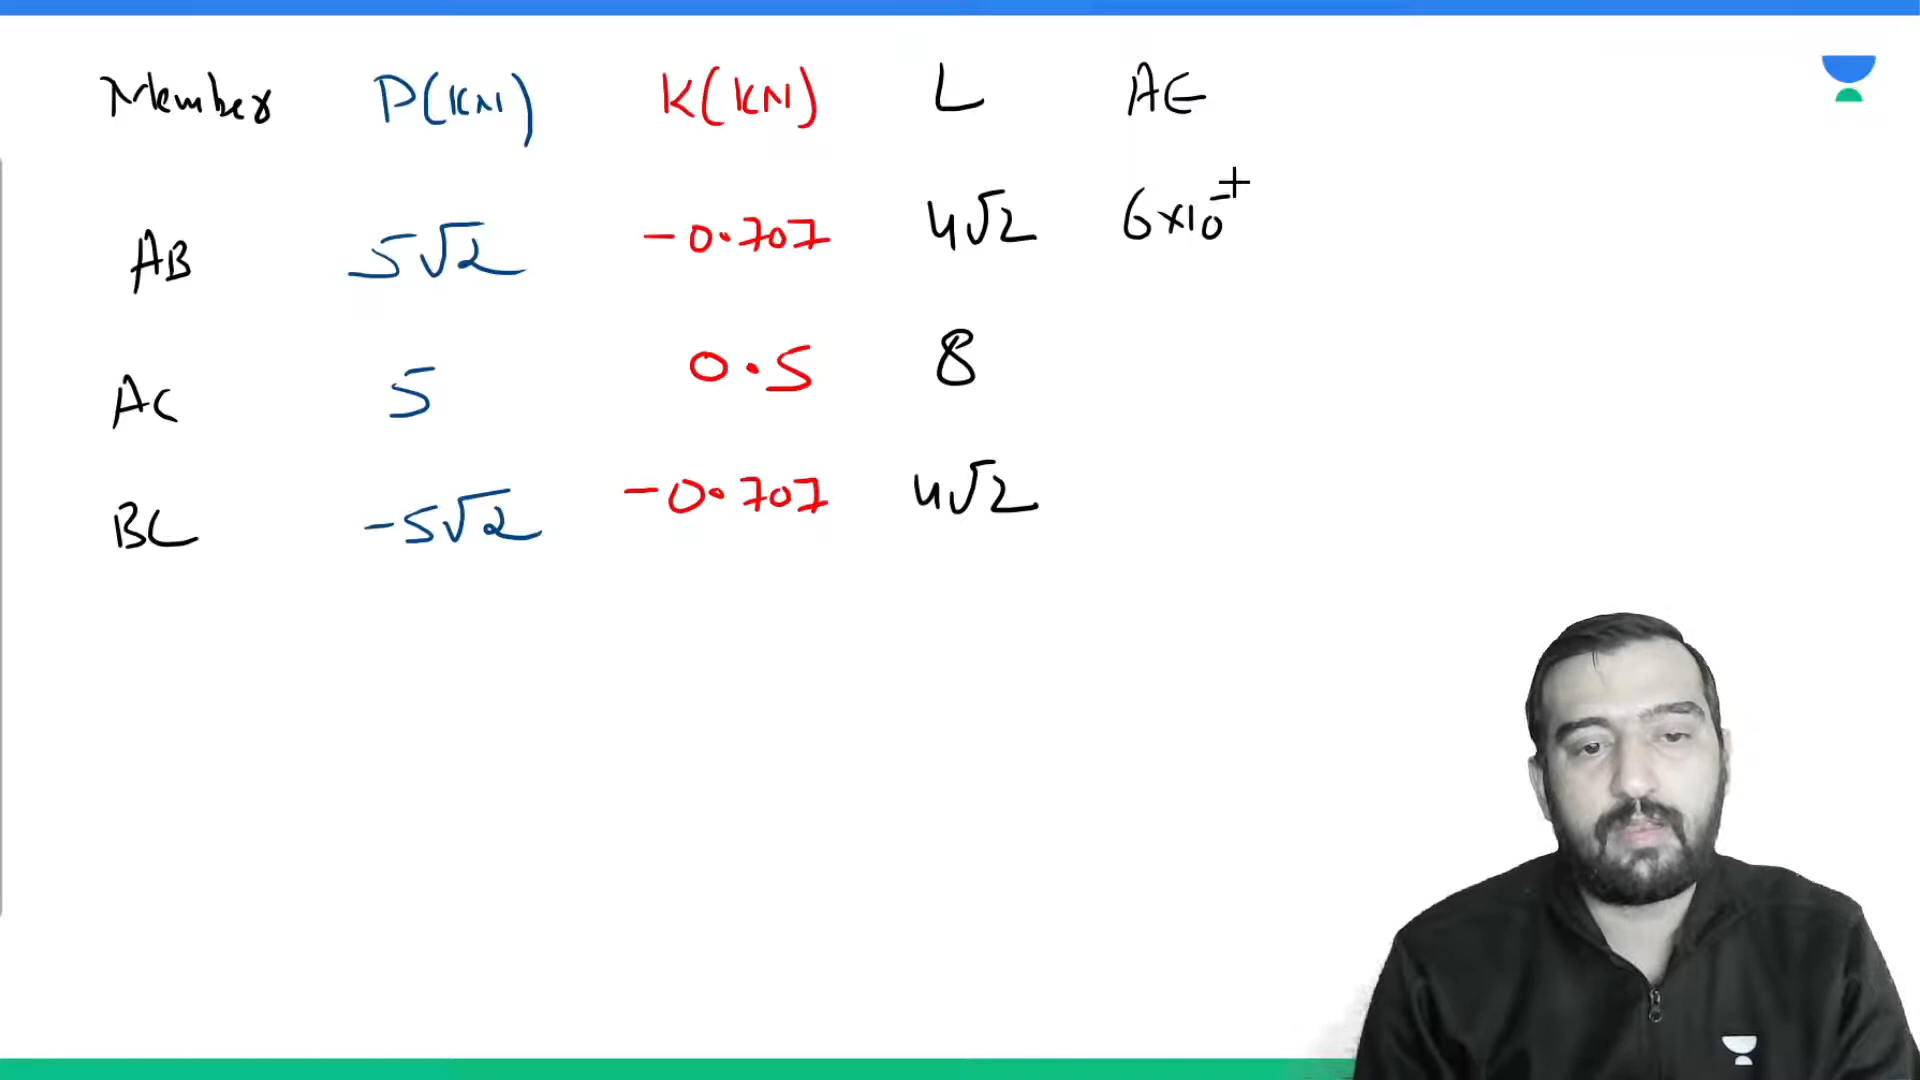 Member P(KN) K(KN) L AE
AB 5√2 -0.707 4√2 6×10⁻
AC 5 0.5 8
BC -5√2 -0.707 4√2